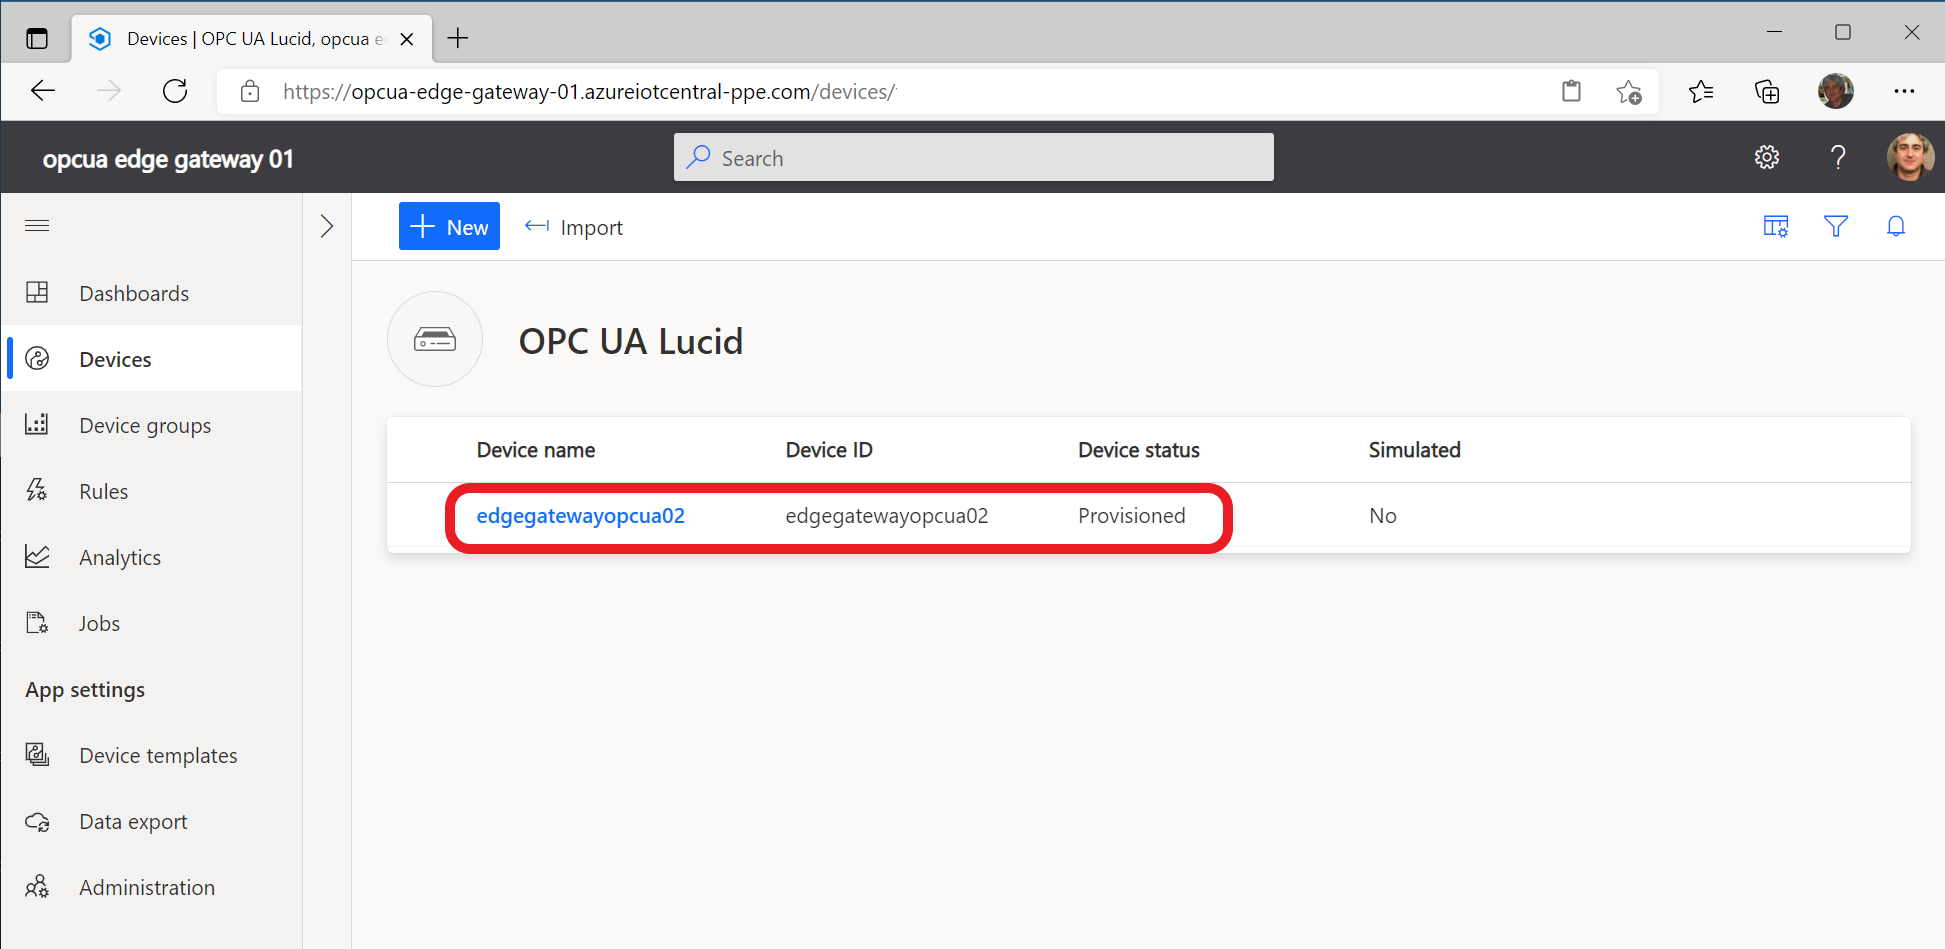 Devices | OPC UA Lucid, opcua e
https://opcua-edge-gateway-01.azureiotcentral-ppe.com/devices/
opcua edge gateway 01
Search
New Import
Dashboards
Devices
Device groups
Rules
Analytics
Jobs
App settings
Device templates
Data export
Administration
OPC UA Lucid
Device name Device ID Device status Simulated
edgegatewayopcua02 edgegatewayopcua02 Provisioned No